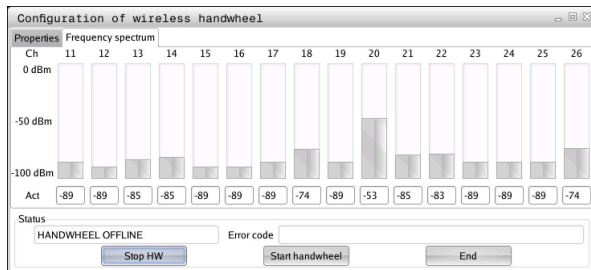 Configuration of wireless handwheel
Properties Frequency spectrum
Ch 11 12 13 14 15 16 17 18 19 20 21 22 23 24 25 26
0 dBm
-50 dBm
-100 dBm
Act -89 -89 -85 -85 -89 -89 -89 -74 -89 -53 -85 -83 -89 -89 -89 -74
Status
HANDWHEEL OFFLINE Error code
Stop HW Start handwheel End